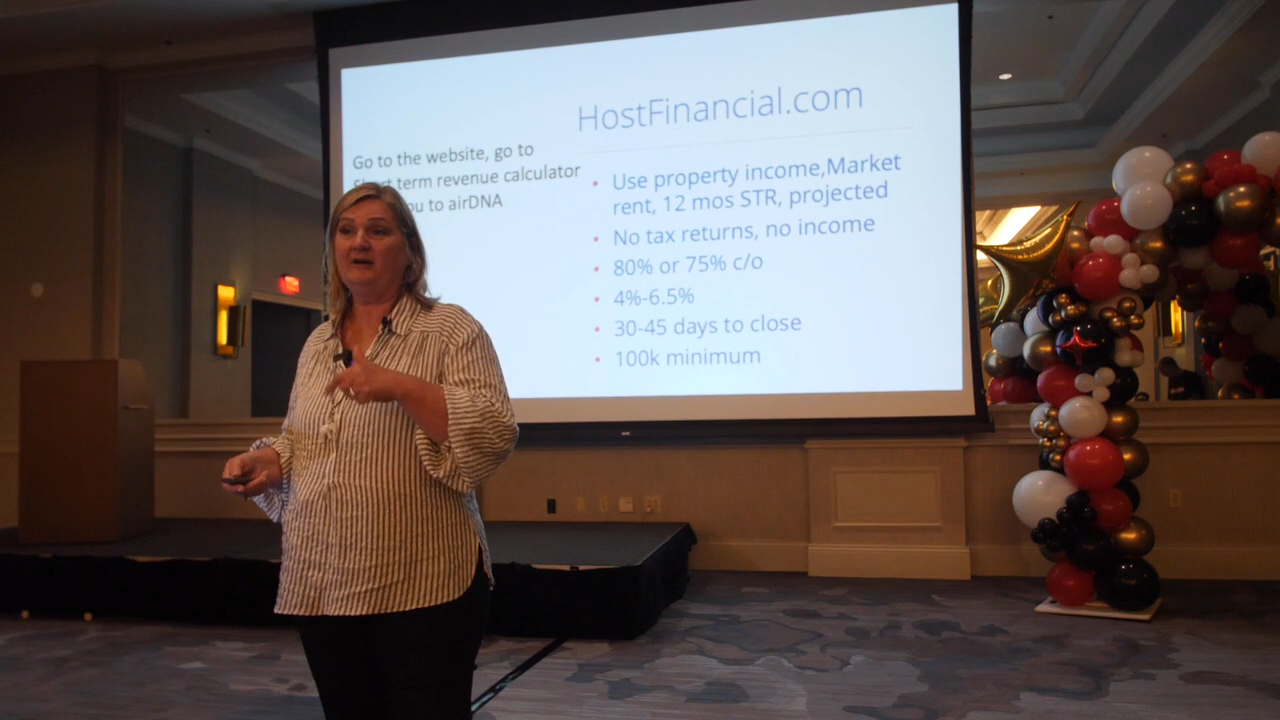 HostFinancial.com
Go to the website, go to
term revenue calculator
to airDNA
• Use property income,Market
rent, 12 mos STR, projected
• No tax returns, no income
• 80% or 75% c/o
• 4%-6.5%
• 30-45 days to close
• 100k minimum